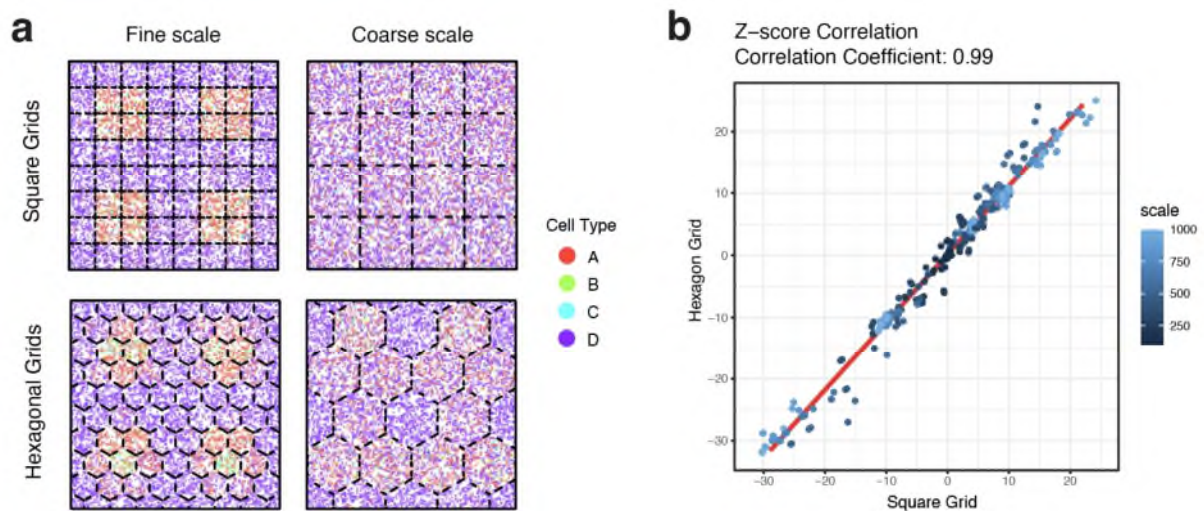 a
Fine scale
Coarse scale
Square Grids
Hexagonal Grids
Cell Type
A
B
C
D
b
Z−score Correlation
Correlation Coefficient: 0.99
Hexagon Grid
20
10
0
−10
−20
−30
−30
−20
−10
0
10
20
Square Grid
scale
1000
750
500
250